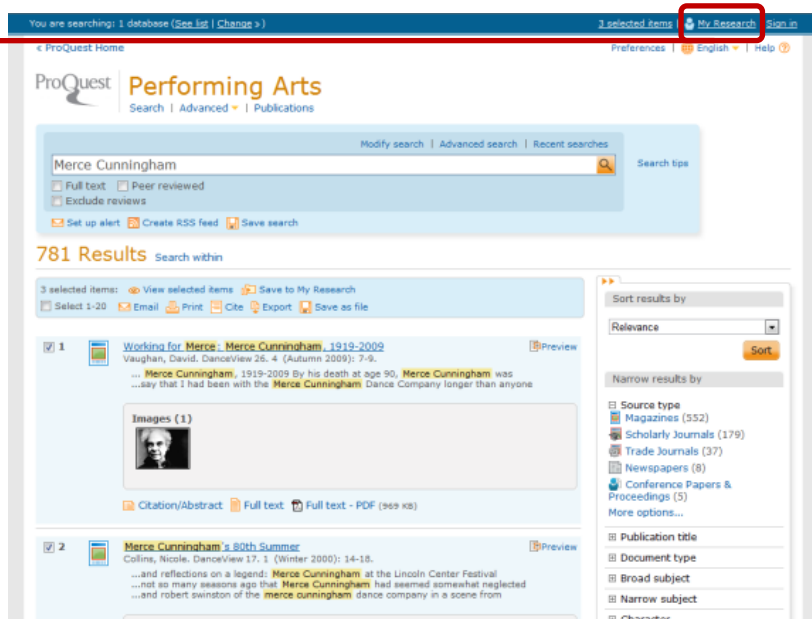 You are searching: 1 database (See list | Change >)
3 selected items | My Research | Sign in
« ProQuest Home
Preferences | English | Help
ProQuest
Performing Arts
Search | Advanced | Publications
Modify search | Advanced search | Recent searches
Merce Cunningham
Search tips
Full text Peer reviewed
Exclude reviews
Set up alert Create RSS feed Save search
781 Results Search within
3 selected items: View selected items Save to My Research
Select 1-20 Email Print Cite Export Save as file
1 Working for Merce: Merce Cunningham, 1919-2009
Preview
Vaughan, David. DanceView 26. 4 (Autumn 2009): 7-9.
... Merce Cunningham, 1919-2009 By his death at age 90, Merce Cunningham was
...say that I had been with the Merce Cunningham Dance Company longer than anyone
Images (1)
Citation/Abstract Full text Full text - PDF (969 KB)
2 Merce Cunningham's 80th Summer
Preview
Collins, Nicole. DanceView 17. 1 (Winter 2000): 14-18.
...and reflections on a legend: Merce Cunningham at the Lincoln Center Festival
...not so many seasons ago that Merce Cunningham had seemed somewhat neglected
...and robert swinston of the merce cunningham dance company in a scene from
Sort results by
Relevance
Sort
Narrow results by
Source type
Magazines (552)
Scholarly Journals (179)
Trade Journals (37)
Newspapers (8)
Conference Papers &
Proceedings (5)
More options...
Publication title
Document type
Broad subject
Narrow subject
Character